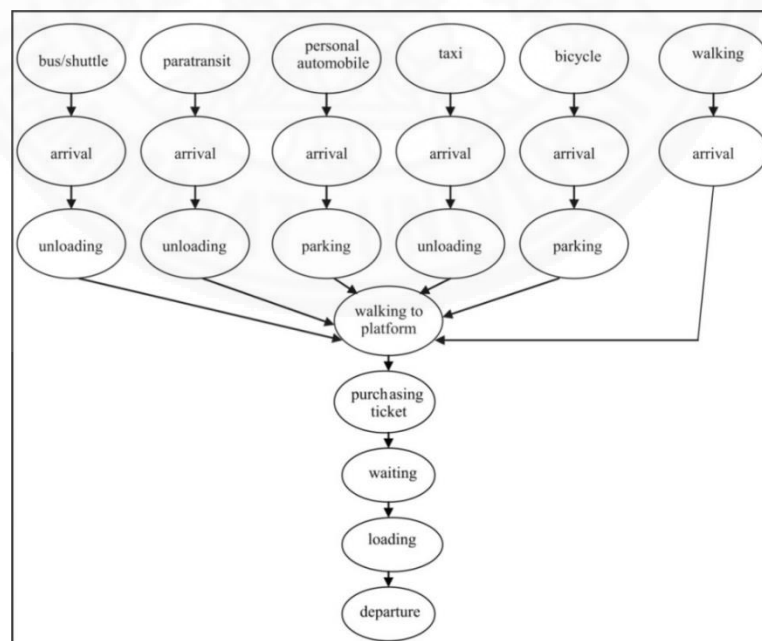 bus/shuttle
paratransit
personal
automobile
taxi
bicycle
walking
arrival
arrival
arrival
arrival
arrival
arrival
unloading
unloading
parking
unloading
parking
walking to
platform
purchasing
ticket
waiting
loading
departure